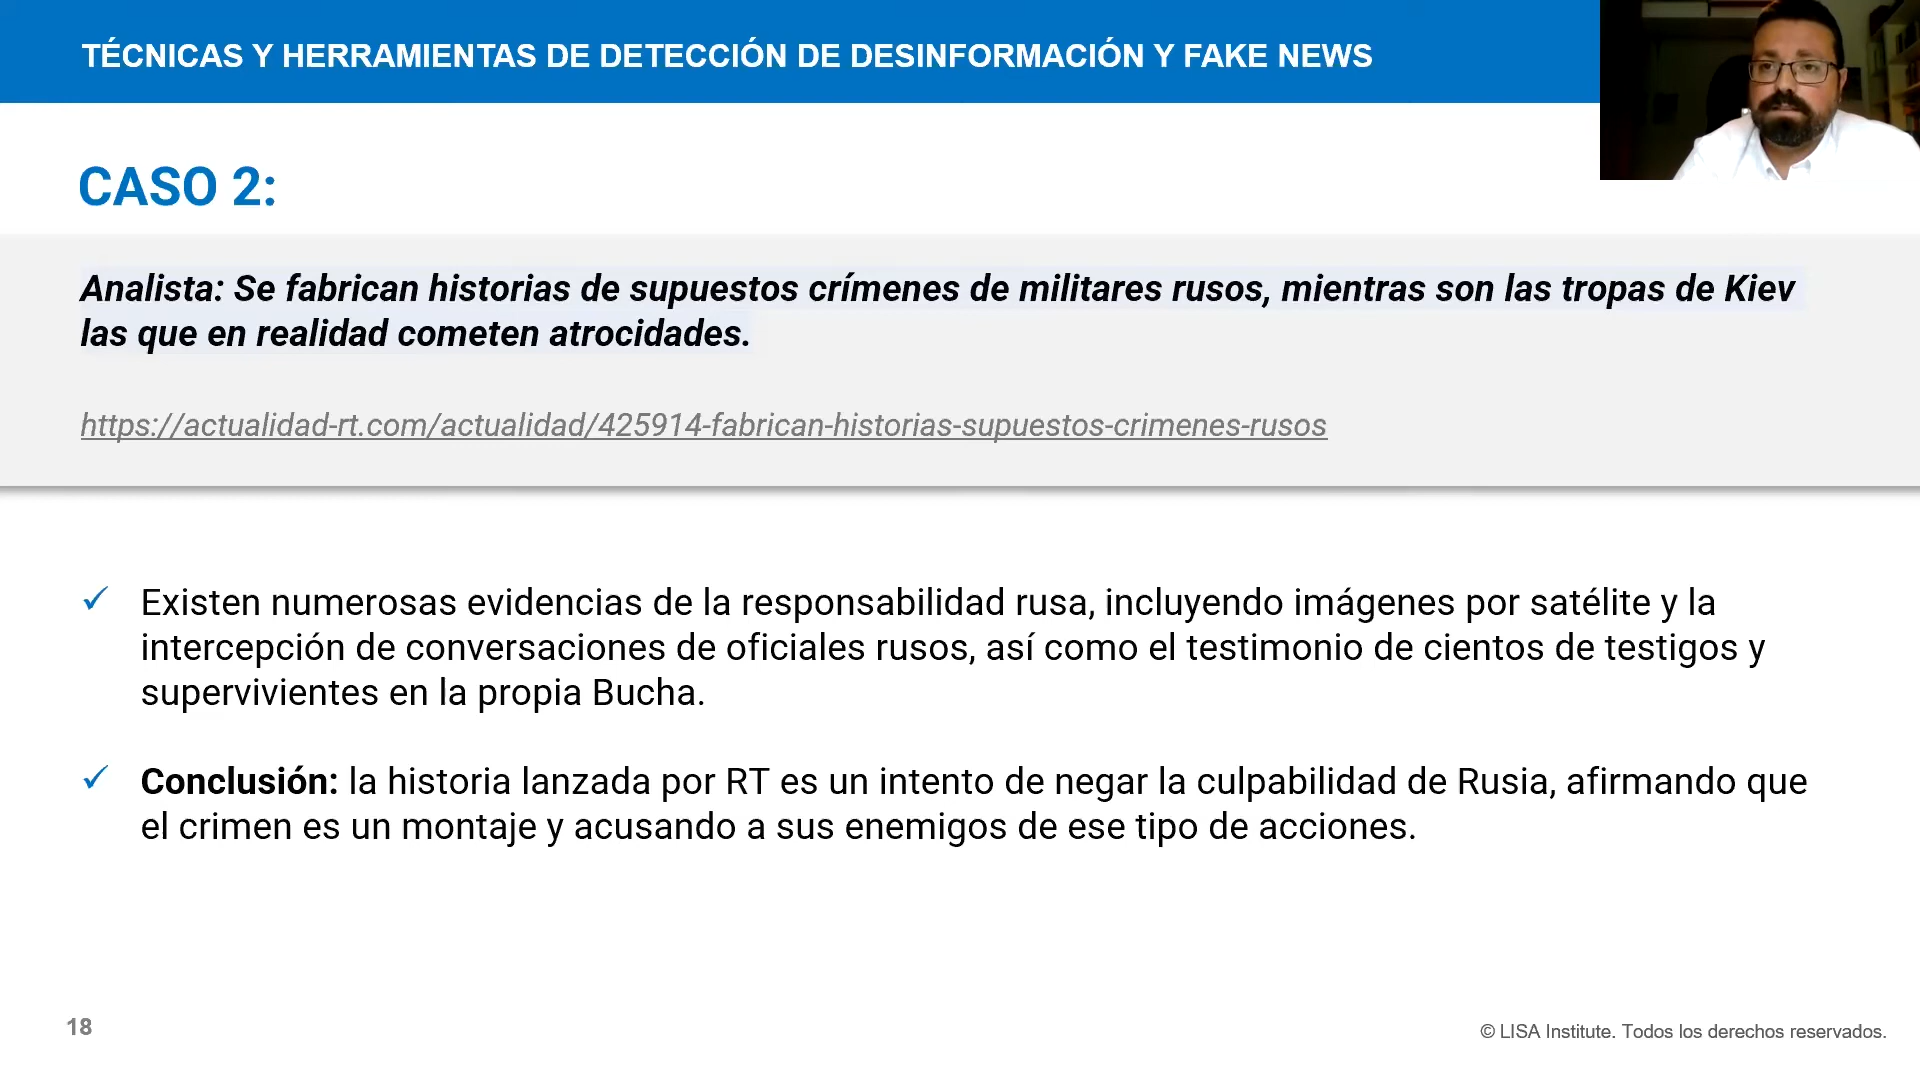 TÉCNICAS Y HERRAMIENTAS DE DETECCIÓN DE DESINFORMACIÓN Y FAKE NEWS
CASO 2:
Analista: Se fabrican historias de supuestos crímenes de militares rusos, mientras son las tropas de Kiev
las que en realidad cometen atrocidades.
https://actualidad-rt.com/actualidad/425914-fabrican-historias-supuestos-crimenes-rusos
✓ Existen numerosas evidencias de la responsabilidad rusa, incluyendo imágenes por satélite y la
intercepción de conversaciones de oficiales rusos, así como el testimonio de cientos de testigos y
supervivientes en la propia Bucha.
✓ Conclusión: la historia lanzada por RT es un intento de negar la culpabilidad de Rusia, afirmando que
el crimen es un montaje y acusando a sus enemigos de ese tipo de acciones.
18
© LISA Institute. Todos los derechos reservados.